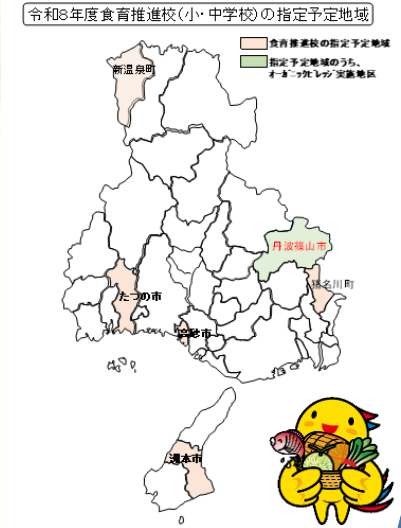 令和8年度食育推進校(小・中学校)の指定予定地域
食育推進校の指定予定地域
指定予定地域のうち、
オーガニックビレッジ実施地区
新温泉町
丹波篠山市
猪名川町
たつの市
高砂市
洲本市